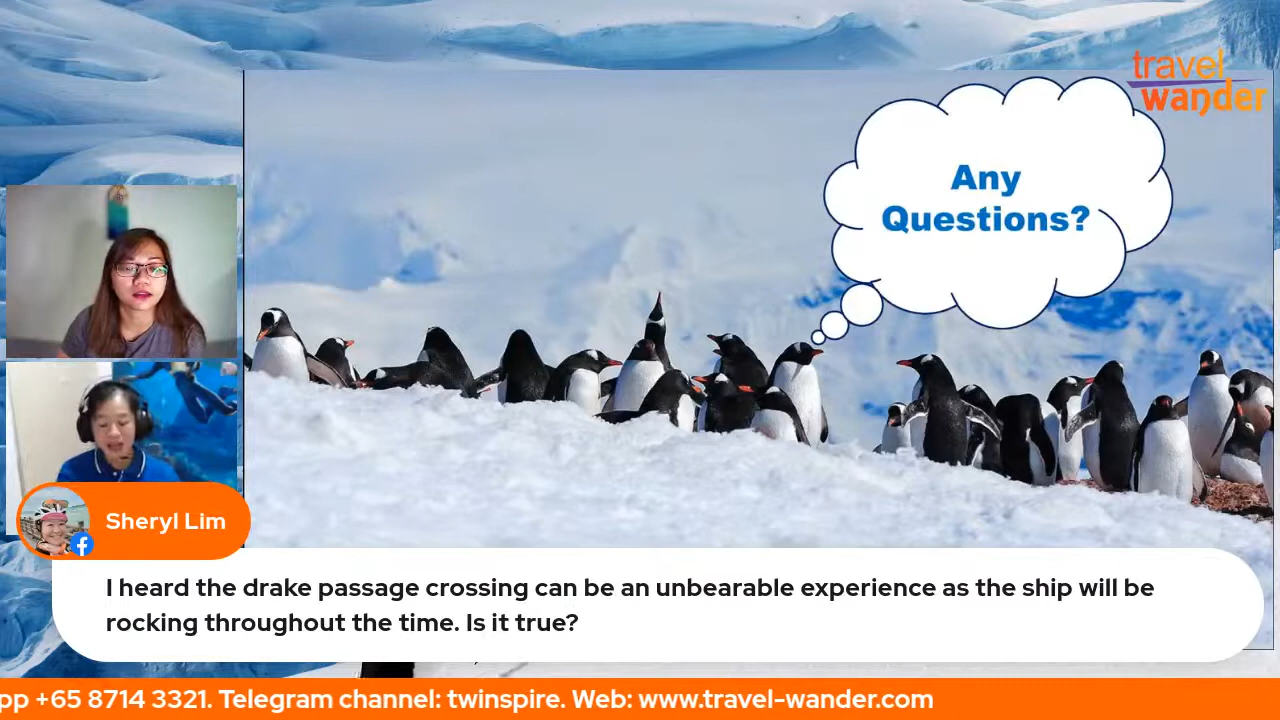 travel
wander
Any
Questions?
Sheryl Lim
I heard the drake passage crossing can be an unbearable experience as the ship will be
rocking throughout the time. Is it true?
pp +65 8714 3321. Telegram channel: twinspire. Web: www.travel-wander.com